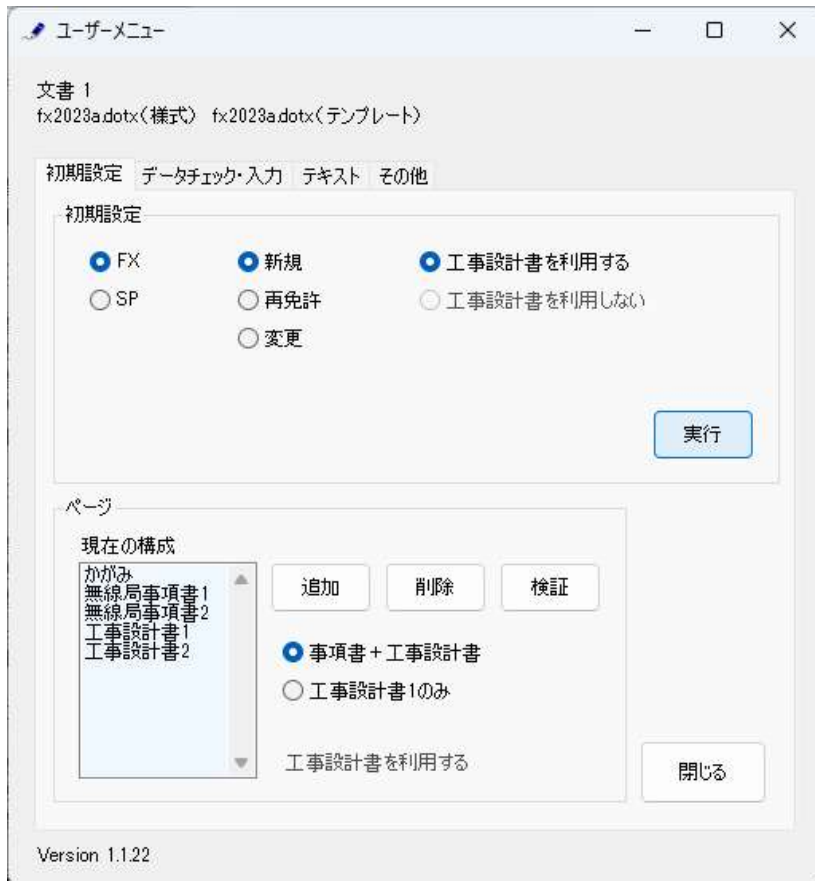 ユーザーメニュー
文書 1
fx2023a.dotx(様式) fx2023a.dotx(テンプレート)
初期設定 データチェック・入力 テキスト その他
初期設定
FX 新規 工事設計書を利用する
SP 再免許 工事設計書を利用しない
変更
実行
ページ
現在の構成
かがみ
無線局事項書1
無線局事項書2
工事設計書1
工事設計書2
追加 削除 検証
事項書+工事設計書
工事設計書1のみ
工事設計書を利用する
閉じる
Version 1.1.22